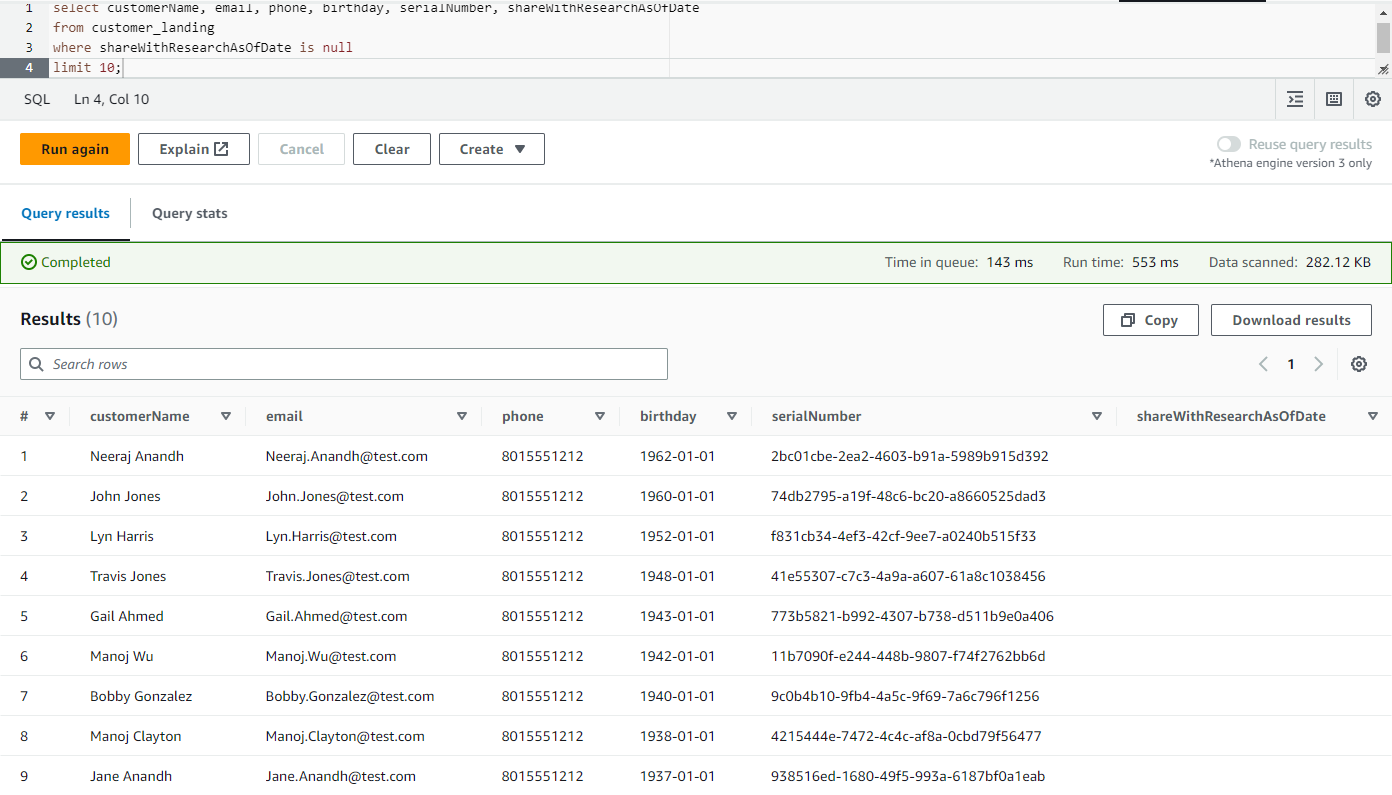 1 select customerName, email, phone, birthday, serialNumber, shareWithResearchAsOfDate
2 from customer_landing
3 where shareWithResearchAsOfDate is null
4 limit 10;
SQL Ln 4, Col 10
Run again Explain Cancel Clear Create Reuse query results
*Athena engine version 3 only
Query results Query stats
Completed Time in queue: 143 ms Run time: 553 ms Data scanned: 282.12 KB
Results (10) Copy Download results
Search rows 1
# customerName email phone birthday serialNumber shareWithResearchAsOfDate
1 Neeraj Anandh Neeraj.Anandh@test.com 8015551212 1962-01-01 2bc01cbe-2ea2-4603-b91a-5989b915d392
2 John Jones John.Jones@test.com 8015551212 1960-01-01 74db2795-a19f-48c6-bc20-a8660525dad3
3 Lyn Harris Lyn.Harris@test.com 8015551212 1952-01-01 f831cb34-4ef3-42cf-9ee7-a0240b515f33
4 Travis Jones Travis.Jones@test.com 8015551212 1948-01-01 41e55307-c7c3-4a9a-a607-61a8c1038456
5 Gail Ahmed Gail.Ahmed@test.com 8015551212 1943-01-01 773b5821-b992-4307-b738-d511b9e0a406
6 Manoj Wu Manoj.Wu@test.com 8015551212 1942-01-01 11b7090f-e244-448b-9807-f74f2762bb6d
7 Bobby Gonzalez Bobby.Gonzalez@test.com 8015551212 1940-01-01 9c0b4b10-9fb4-4a5c-9f69-7a6c796f1256
8 Manoj Clayton Manoj.Clayton@test.com 8015551212 1938-01-01 4215444e-7472-4c4c-af8a-0cbd79f56477
9 Jane Anandh Jane.Anandh@test.com 8015551212 1937-01-01 938516ed-1680-49f5-993a-6187bf0a1eab